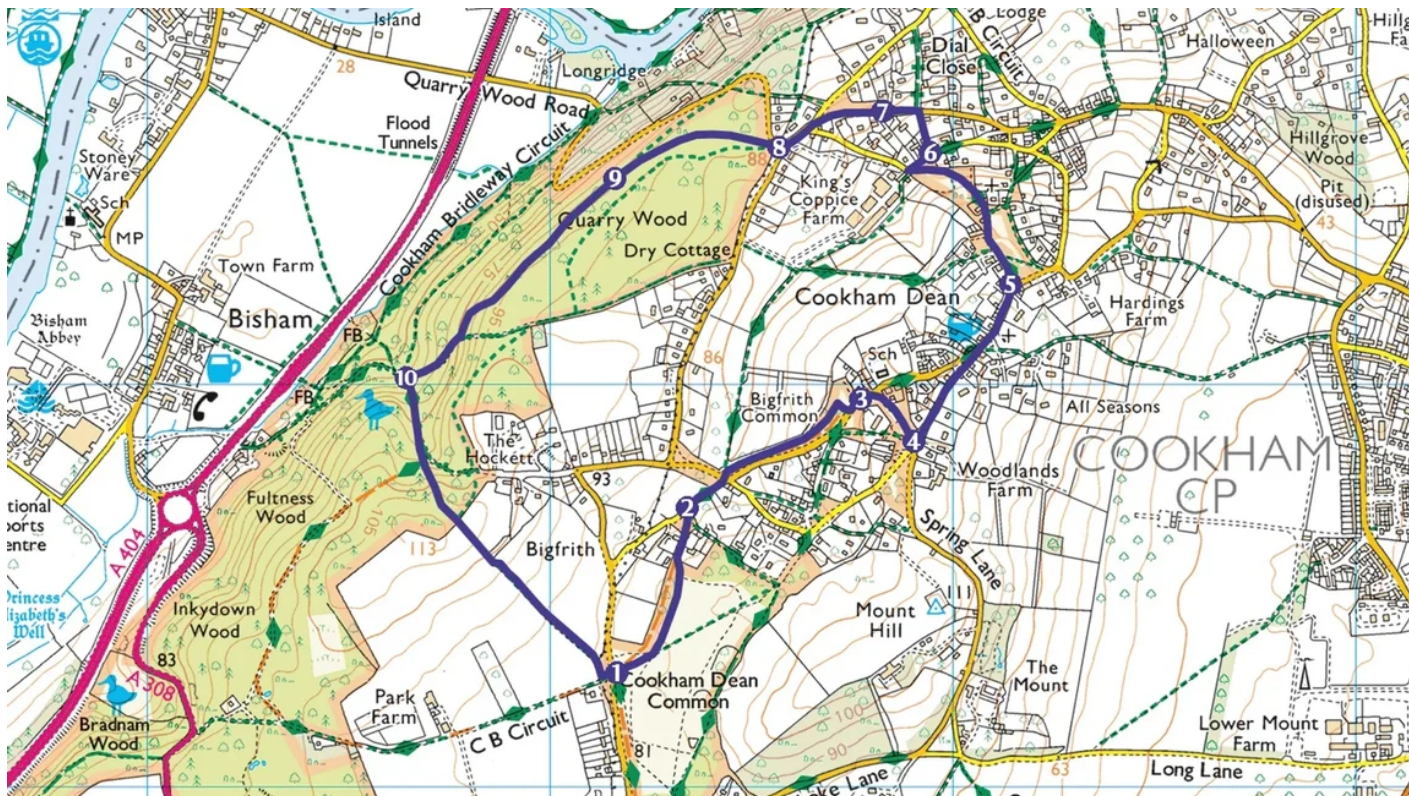 Island
28
Quarry Wood Road
Longridge
Lodge
Dial
Close
B Circuit
Halloween
Flood
Tunnels
Stoney
Ware
Sch
MP
Town Farm
Cookham Bridleway Circuit
7
8
88
6
9
King's
Coppice
Farm
Hillgrove
Wood
Pit
(disused)
43
Quarry Wood
Dry Cottage
75
95
Bisham
Bisham
Abbey
FB
FB
10
Cookham Dean
5
Hardings
Farm
86
Sch
Bigfrith
Common
3
4
All Seasons
COOKHAM
CP
The
Hockett
93
2
Woodlands
Farm
Spring Lane
Fultness
Wood
105
113
Bigfrith
A 404
Inkydown
Wood
83
A 308
Bradnam
Wood
Park
Farm
C B Circuit
1
Cookham Dean
Common
81
Mount
Hill
111
The
Mount
100
90
63
Long Lane
Lower Mount
Farm